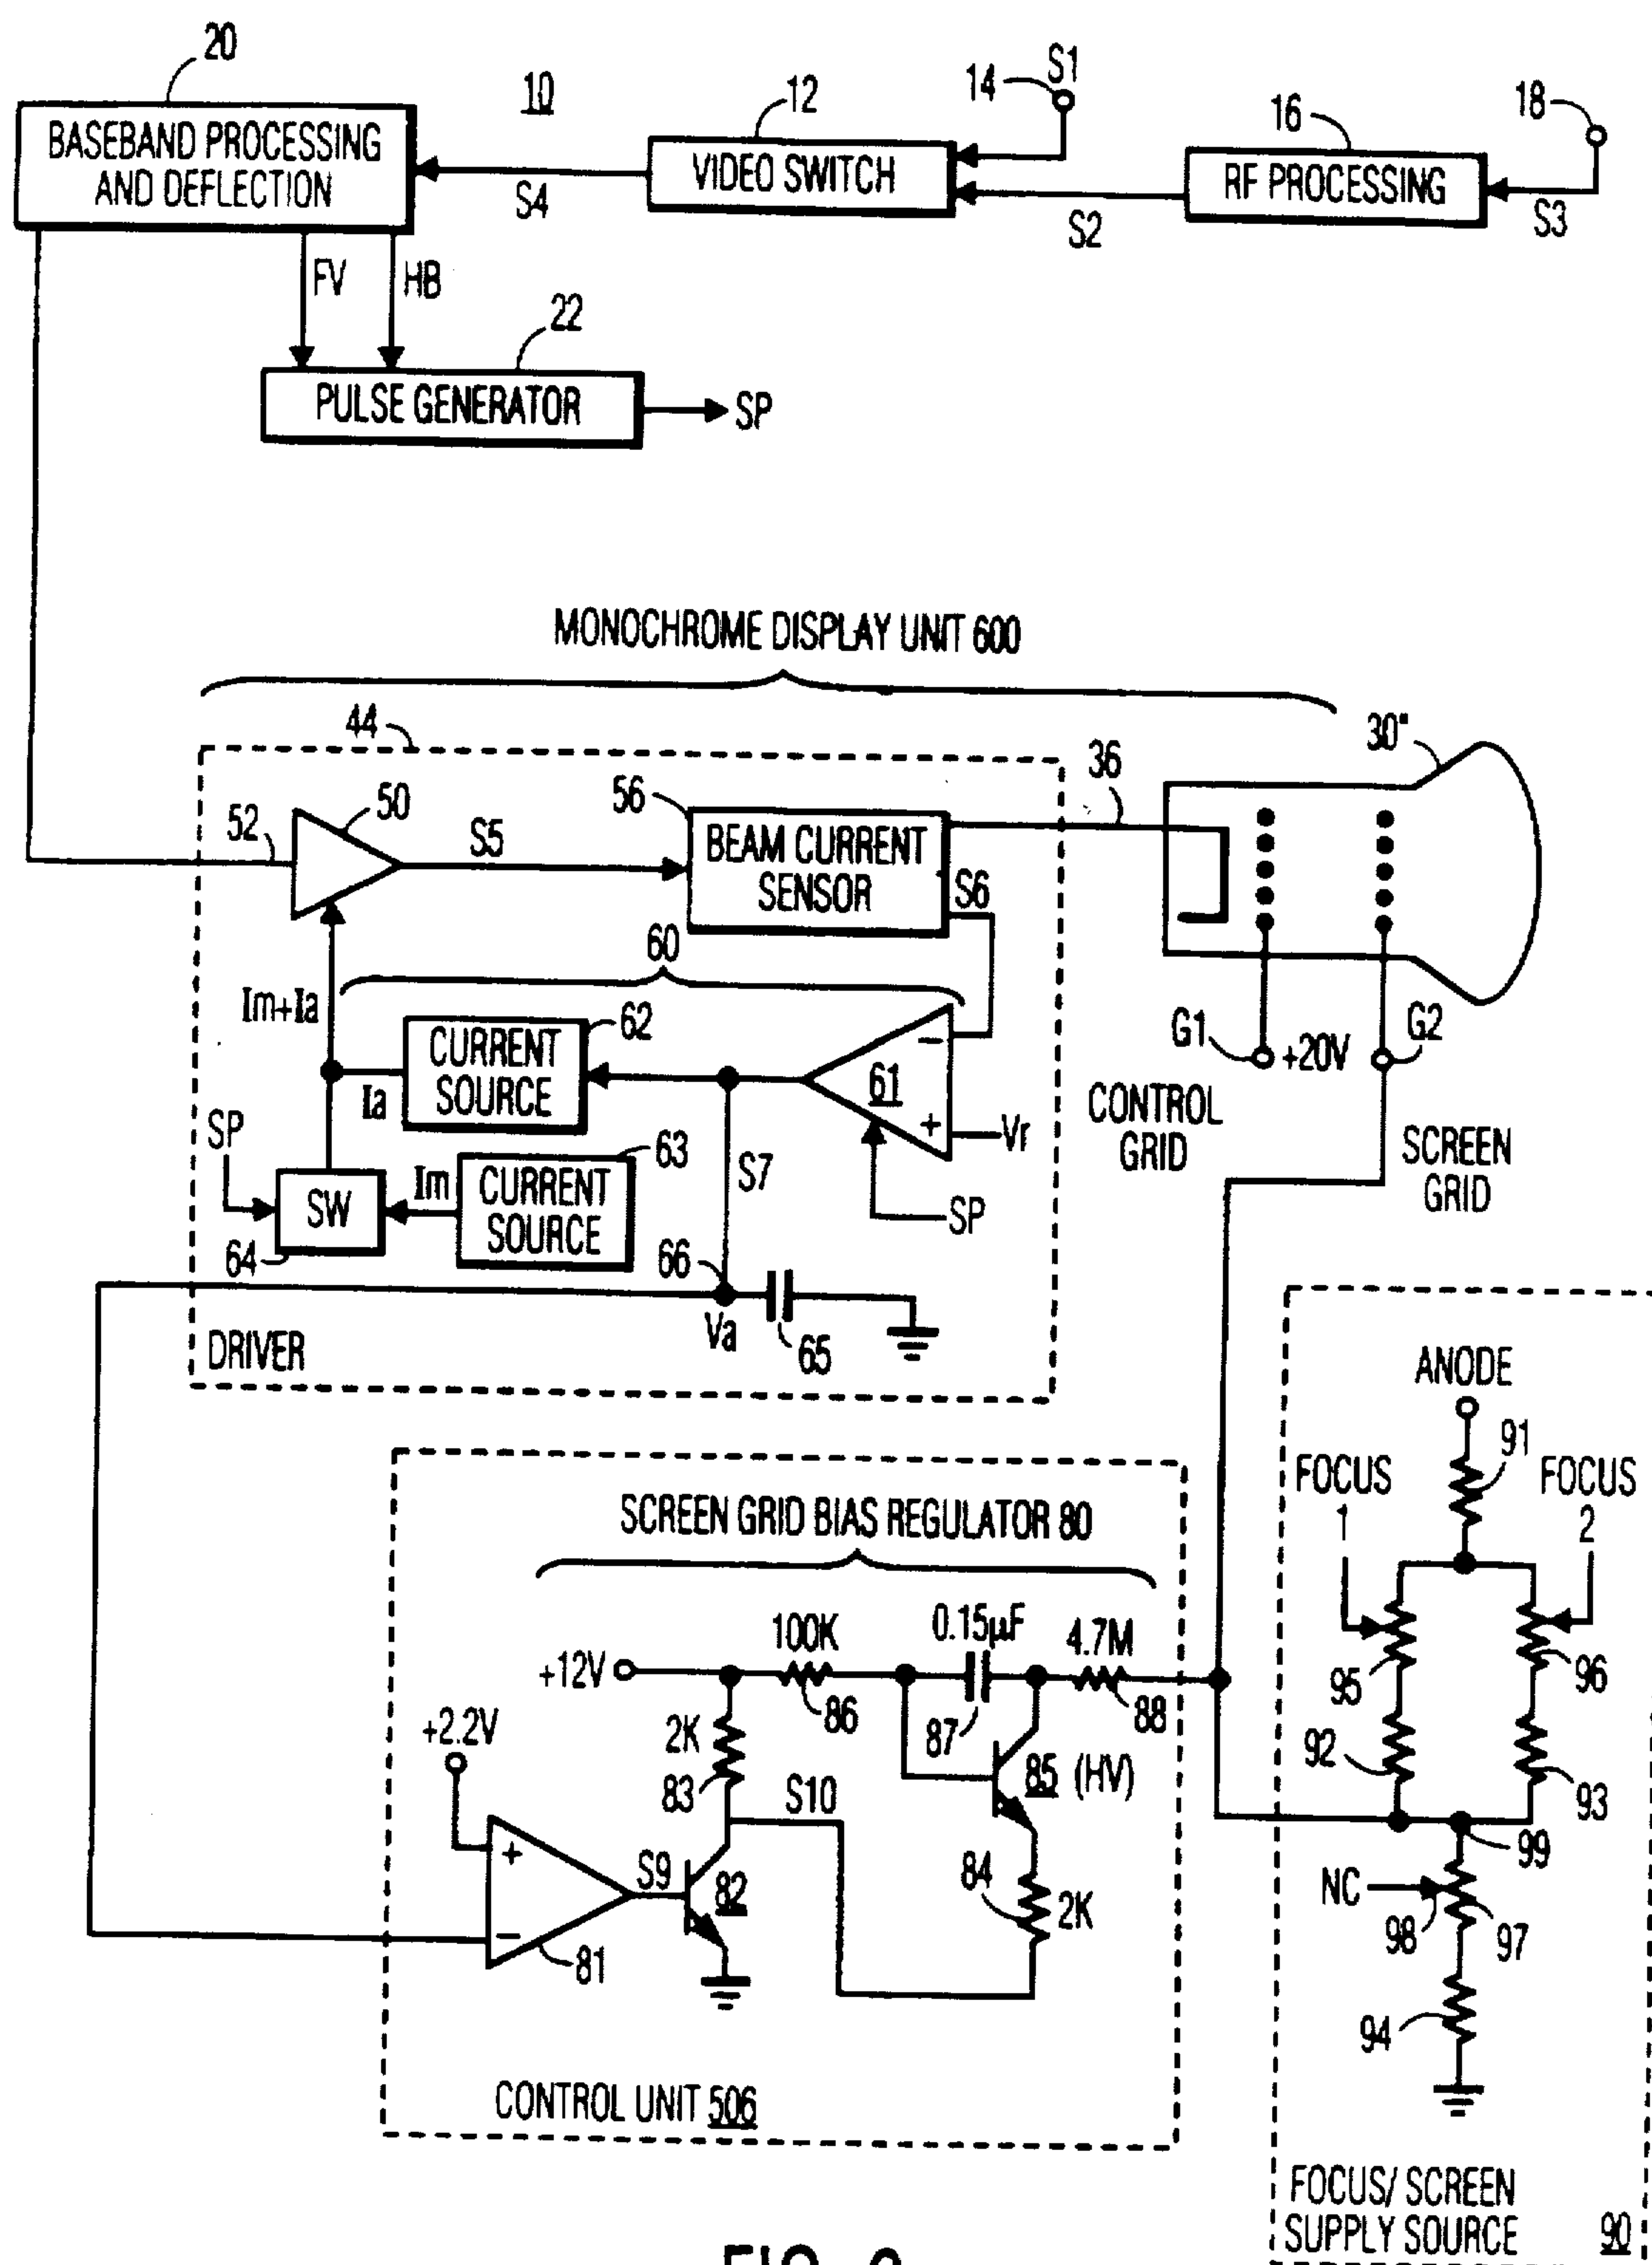 20
10
12
14
S1
16
18
BASEBAND PROCESSING
AND DEFLECTION
VIDEO SWITCH
RF PROCESSING
S4
S2
S3
FV
HB
22
PULSE GENERATOR
SP
MONOCHROME DISPLAY UNIT 600
44
30"
36
52
50
S5
56
BEAM CURRENT
SENSOR
S6
60
Im+Ia
CURRENT
SOURCE
62
61
-
+
Vr
G1
+20V
G2
CONTROL
GRID
SCREEN
GRID
Ia
SP
SW
64
Im
63
CURRENT
SOURCE
S7
SP
66
Va
65
DRIVER
ANODE
91
FOCUS
1
FOCUS
2
95
96
92
93
99
NC
98
97
94
FOCUS/ SCREEN
SUPPLY SOURCE 90
SCREEN GRID BIAS REGULATOR 80
+12V
100K
86
0.15μF
87
4.7M
88
+2.2V
2K
83
S10
85 (HV)
+
-
81
S9
82
84
2K
CONTROL UNIT 506